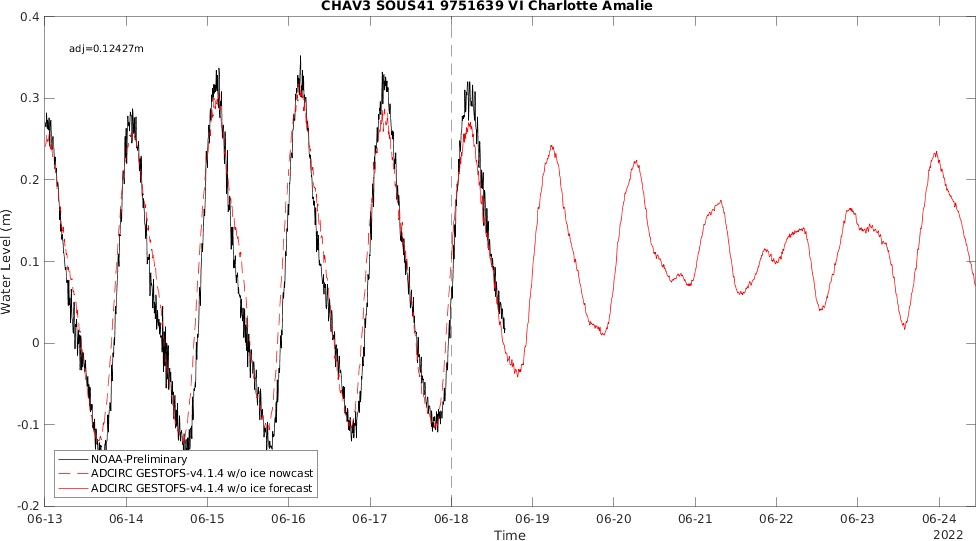 CHAV3 SOUS41 9751639 VI Charlotte Amalie
adj=0.12427m
Water Level (m)
0.4
0.3
0.2
0.1
0
-0.1
-0.2
NOAA-Preliminary
ADCIRC GESTOFS-v4.1.4 w/o ice nowcast
ADCIRC GESTOFS-v4.1.4 w/o ice forecast
06-13 06-14 06-15 06-16 06-17 06-18 06-19 06-20 06-21 06-22 06-23 06-24
Time
2022